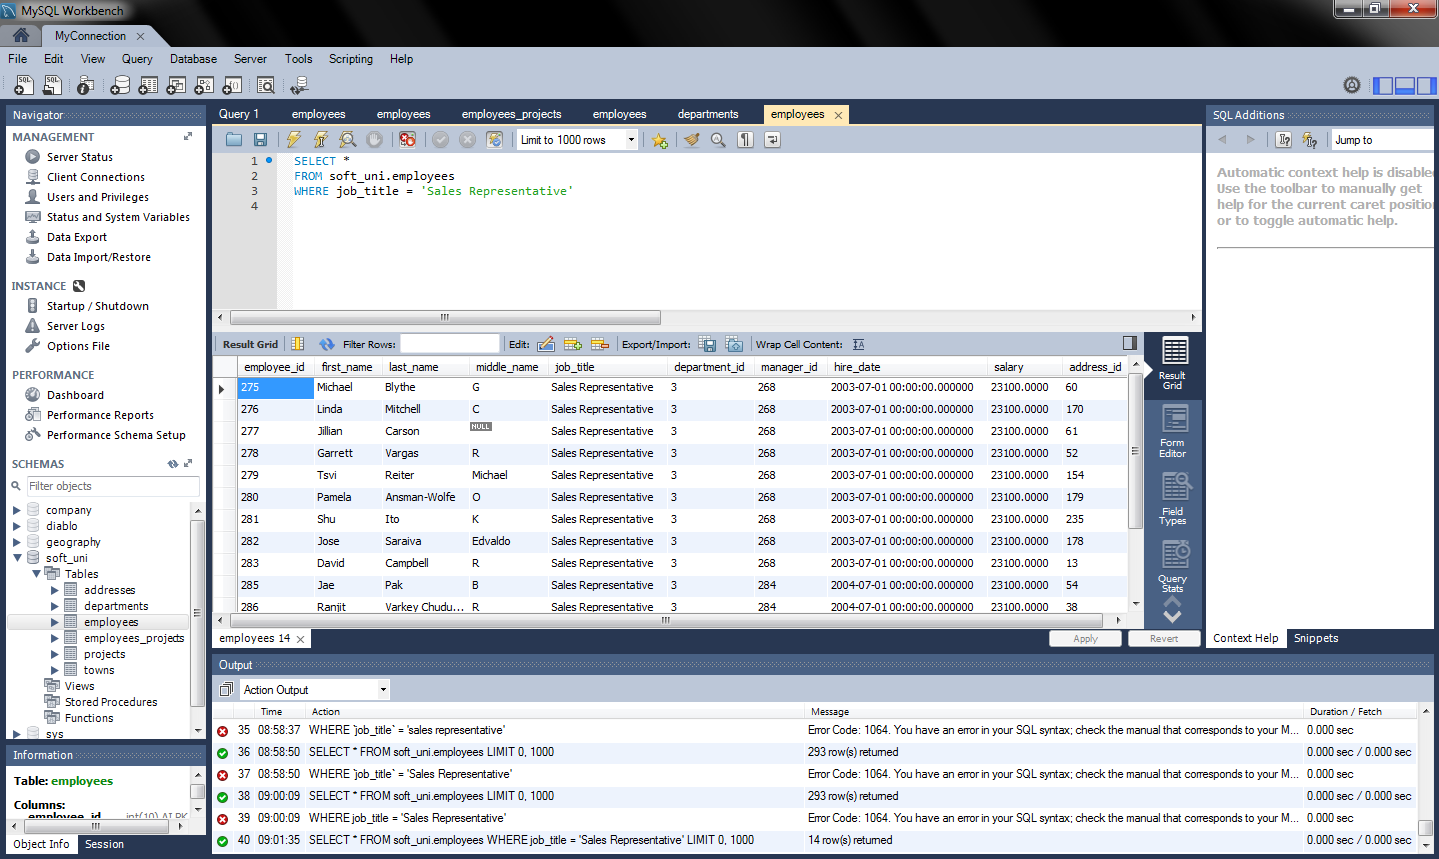 MySQL Workbench
MyConnection
File Edit View Query Database Server Tools Scripting Help
Navigator
MANAGEMENT
Server Status
Client Connections
Users and Privileges
Status and System Variables
Data Export
Data Import/Restore
INSTANCE
Startup / Shutdown
Server Logs
Options File
PERFORMANCE
Dashboard
Performance Reports
Performance Schema Setup
SCHEMAS
Filter objects
company
diablo
geography
soft_uni
Tables
addresses
departments
employees
employees_projects
projects
towns
Views
Stored Procedures
Functions
sys
Information
Table: employees
Columns:
employee_id int(10) AI PK
Object Info Session
Query 1 employees employees employees_projects employees departments employees
Limit to 1000 rows
1 SELECT *
2 FROM soft_uni.employees
3 WHERE job_title = 'Sales Representative'
4
Result Grid Filter Rows: Edit: Export/Import: Wrap Cell Content: IA
employee_id first_name last_name middle_name job_title department_id manager_id hire_date salary address_id
275 Michael Blythe G Sales Representative 3 268 2003-07-01 00:00:00.000000 23100.0000 60
276 Linda Mitchell C Sales Representative 3 268 2003-07-01 00:00:00.000000 23100.0000 170
277 Jillian Carson NULL Sales Representative 3 268 2003-07-01 00:00:00.000000 23100.0000 61
278 Garrett Vargas R Sales Representative 3 268 2003-07-01 00:00:00.000000 23100.0000 52
279 Tsvi Reiter Michael Sales Representative 3 268 2003-07-01 00:00:00.000000 23100.0000 154
280 Pamela Ansman-Wolfe O Sales Representative 3 268 2003-07-01 00:00:00.000000 23100.0000 179
281 Shu Ito K Sales Representative 3 268 2003-07-01 00:00:00.000000 23100.0000 235
282 Jose Saraiva Edvaldo Sales Representative 3 268 2003-07-01 00:00:00.000000 23100.0000 178
283 David Campbell R Sales Representative 3 268 2003-07-01 00:00:00.000000 23100.0000 13
285 Jae Pak B Sales Representative 3 284 2004-07-01 00:00:00.000000 23100.0000 54
286 Ranjit Varkey Chudu... R Sales Representative 3 284 2004-07-01 00:00:00.000000 23100.0000 38
Result
Grid
Form
Editor
Field
Types
Query
Stats
employees 14 Apply Revert
SQL Additions
Jump to
Automatic context help is disable
Use the toolbar to manually get
help for the current caret position
or to toggle automatic help.
Context Help Snippets
Output
Action Output
Time Action Message Duration / Fetch
35 08:58:37 WHERE `job_title` = 'sales representative' Error Code: 1064. You have an error in your SQL syntax; check the manual that corresponds to your M... 0.000 sec
36 08:58:50 SELECT * FROM soft_uni.employees LIMIT 0, 1000 293 row(s) returned 0.000 sec / 0.000 sec
37 08:58:50 WHERE `job_title` = 'Sales Representative' Error Code: 1064. You have an error in your SQL syntax; check the manual that corresponds to your M... 0.000 sec
38 09:00:09 SELECT * FROM soft_uni.employees LIMIT 0, 1000 293 row(s) returned 0.000 sec / 0.000 sec
39 09:00:09 WHERE job_title = 'Sales Representative' Error Code: 1064. You have an error in your SQL syntax; check the manual that corresponds to your M... 0.000 sec
40 09:01:35 SELECT * FROM soft_uni.employees WHERE job_title = 'Sales Representative' LIMIT 0, 1000 14 row(s) returned 0.000 sec / 0.000 sec